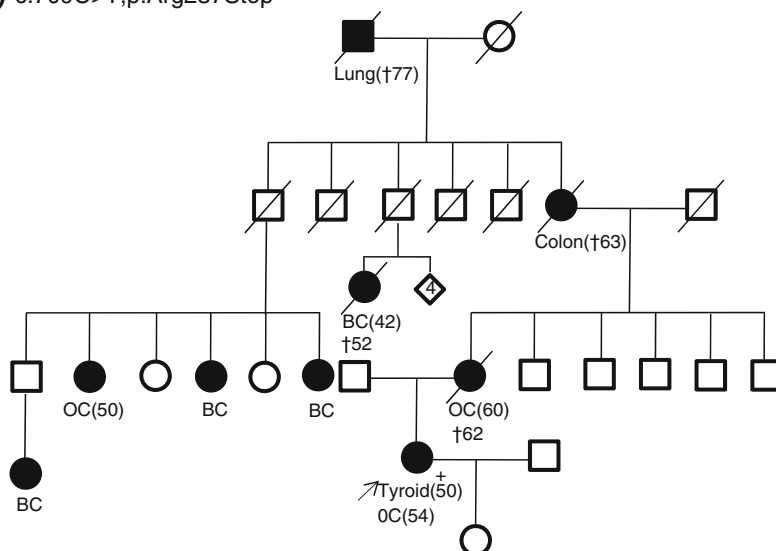 Lung(†77)
Colon(†63)
4
BC(42)
†52
OC(50)
BC
BC
OC(60)
†62
BC
+
Tyroid(50)
0C(54)